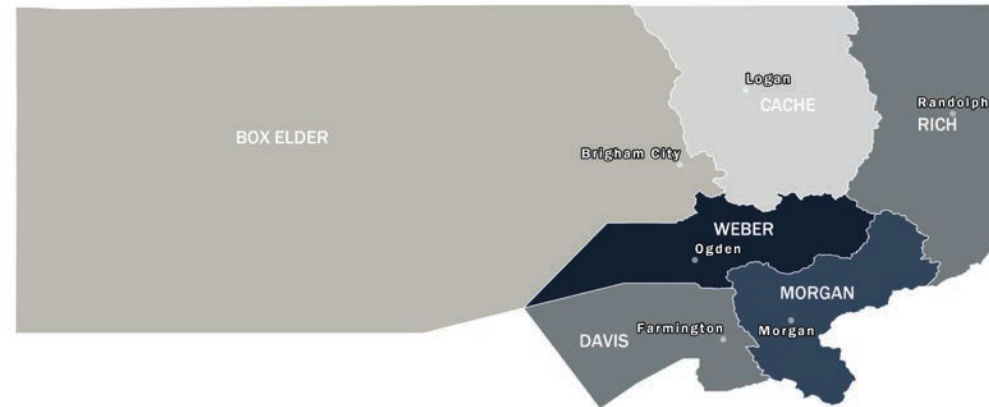 Logan
CACHE
Randolph
RICH
BOX ELDER
Brigham City
WEBER
Ogden
MORGAN
Morgan
Farmington
DAVIS